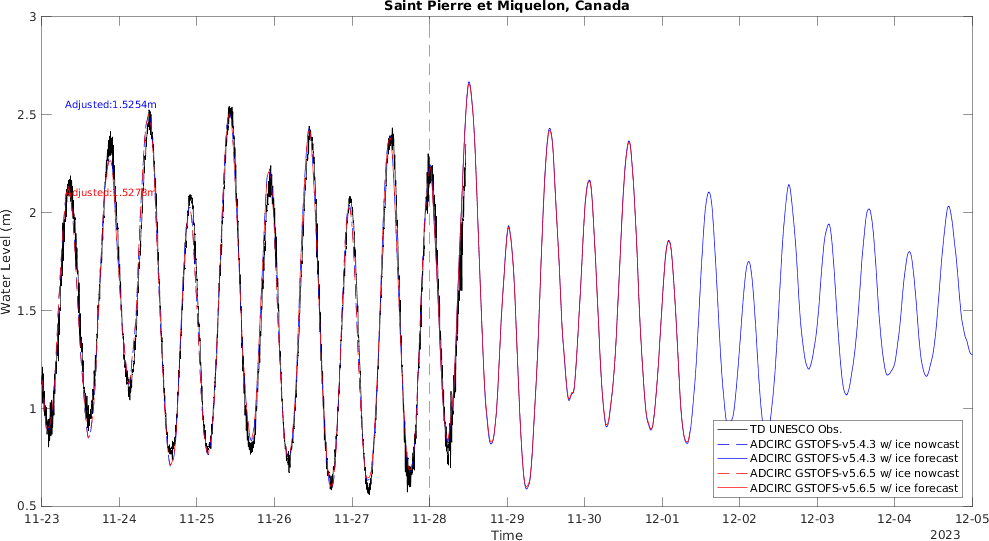 Saint Pierre et Miquelon, Canada
3
2.5
2
1.5
1
0.5
Water Level (m)
Adjusted:1.5254m
Adjusted:1.5273m
TD UNESCO Obs.
ADCIRC GSTOFS-v5.4.3 w/ ice nowcast
ADCIRC GSTOFS-v5.4.3 w/ ice forecast
ADCIRC GSTOFS-v5.6.5 w/ ice nowcast
ADCIRC GSTOFS-v5.6.5 w/ ice forecast
11-23 11-24 11-25 11-26 11-27 11-28 11-29 11-30 12-01 12-02 12-03 12-04 12-05
Time
2023